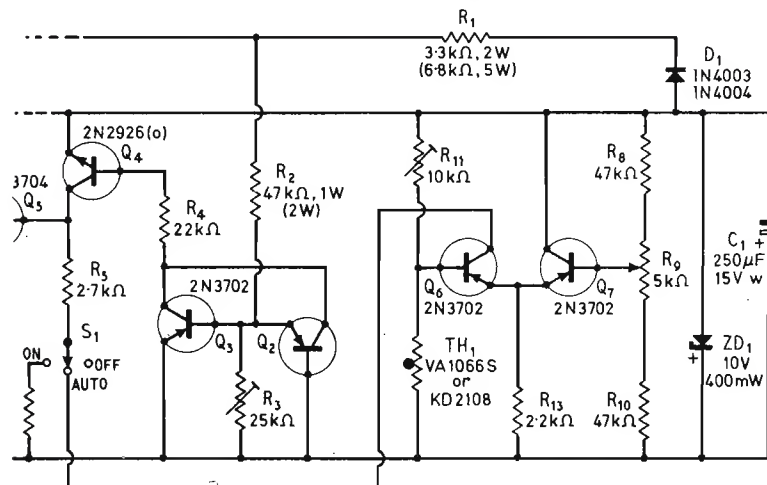 R1
3·3kΩ, 2W
(6·8kΩ, 5W)
D1
1N4003
1N4004
2N2926(o)
Q4
3704
Q5
R2
47kΩ, 1W
(2W)
R11
10kΩ
R8
47kΩ
R4
22kΩ
C1 +
250μF
15V w
R9
5kΩ
R5
2·7kΩ
2N3702
Q6
2N3702
Q7
2N3702
S1
Q3
Q2
TH1
VA1066S
or
KD2108
ZD1
10V
400mW
+
ON
OFF
AUTO
R3
25kΩ
R13
2·2kΩ
R10
47kΩ